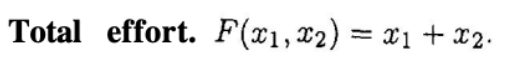 Total effort. F(x₁, x₂) = x₁ + x₂.